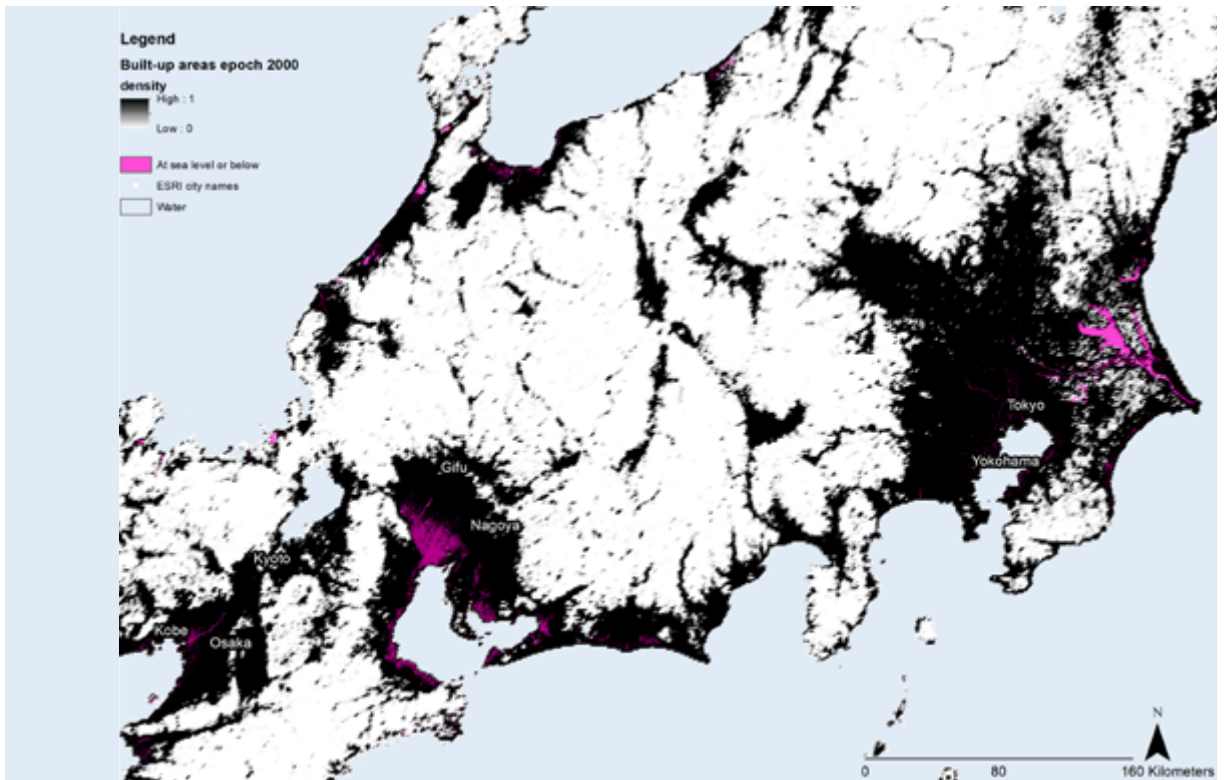 Legend
Built-up areas epoch 2000
density
High : 1
Low : 0
At sea level or below
ESRI city names
Water
Tokyo
Yokohama
Gifu
Nagoya
Kyoto
Kobe
Osaka
N
0 80 160 Kilometers